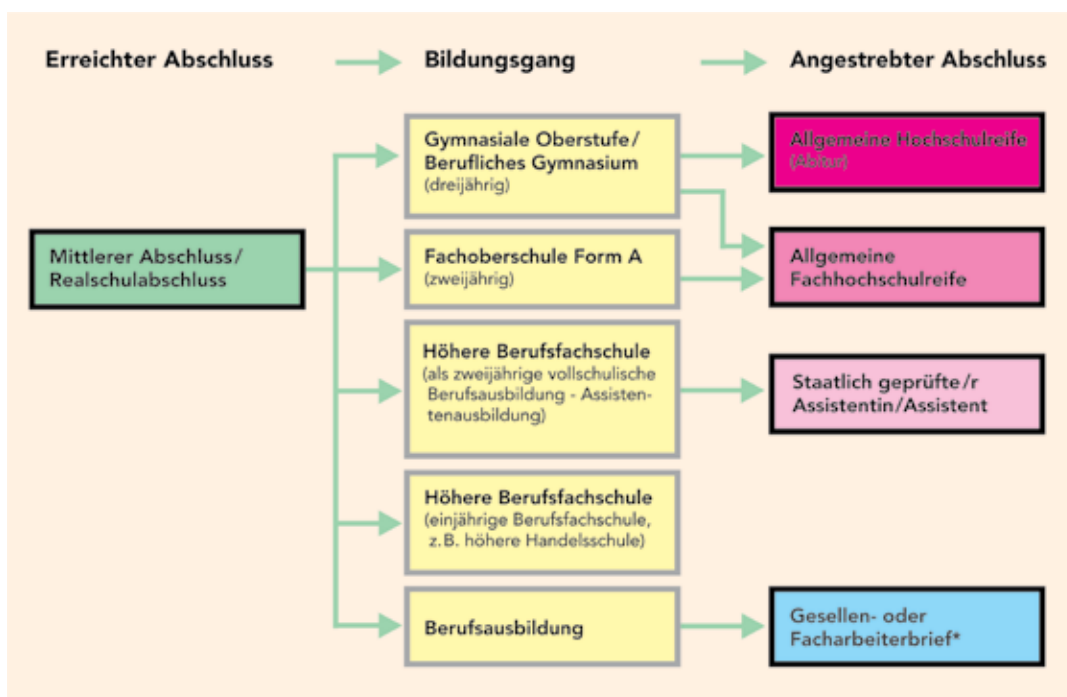 Erreichter Abschluss
Bildungsgang
Angestrebter Abschluss
Mittlerer Abschluss/
Realschulabschluss
Gymnasiale Oberstufe/
Berufliches Gymnasium
(dreijährig)
Allgemeine Hochschulreife
(Abitur)
Fachoberschule Form A
(zweijährig)
Allgemeine
Fachhochschulreife
Höhere Berufsfachschule
(als zweijährige vollschulische
Berufsausbildung - Assisten-
tenausbildung)
Staatlich geprüfte/r
Assistentin/Assistent
Höhere Berufsfachschule
(einjährige Berufsfachschule,
z.B. höhere Handelsschule)
Berufsausbildung
Gesellen- oder
Facharbeiterbrief*